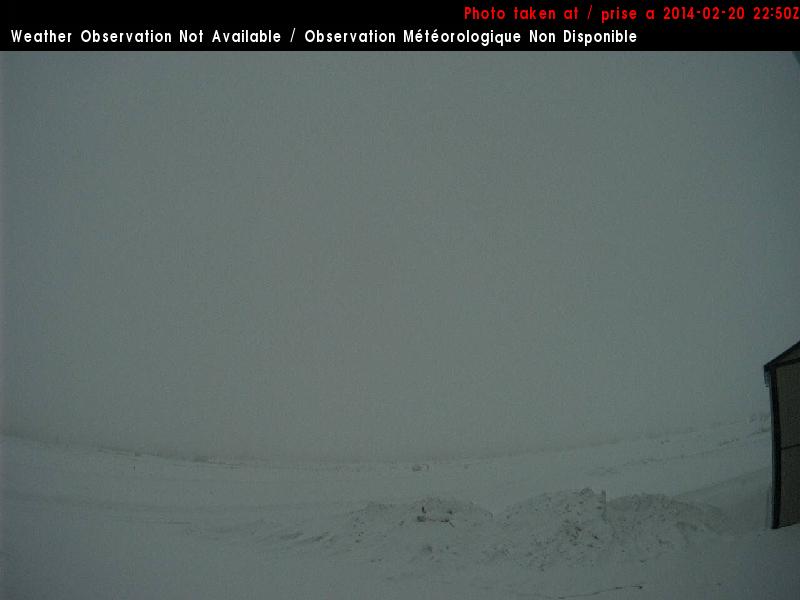 Photo taken at / prise a 2014-02-20 22:50Z
Weather Observation Not Available / Observation Météorologique Non Disponible